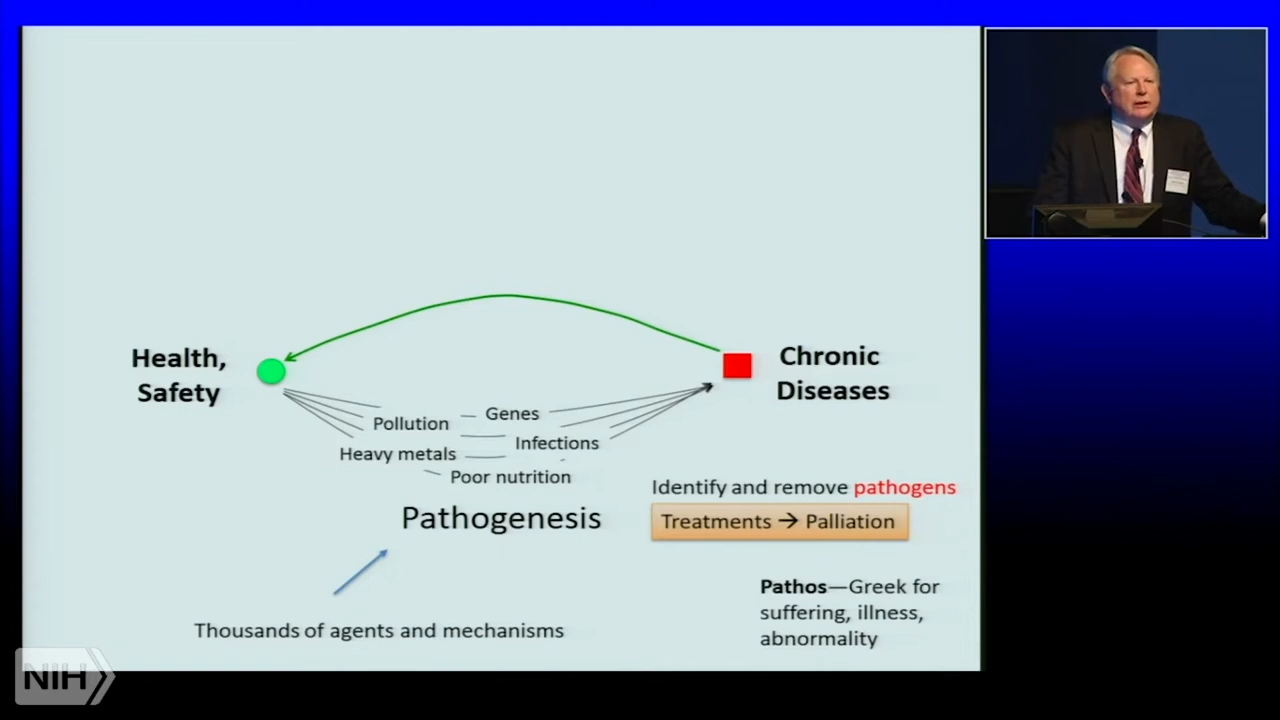 Health,
Safety
Chronic
Diseases
Pollution
Genes
Heavy metals
Infections
Poor nutrition
Pathogenesis
Identify and remove pathogens
Treatments → Palliation
Thousands of agents and mechanisms
Pathos—Greek for
suffering, illness,
abnormality
NIH